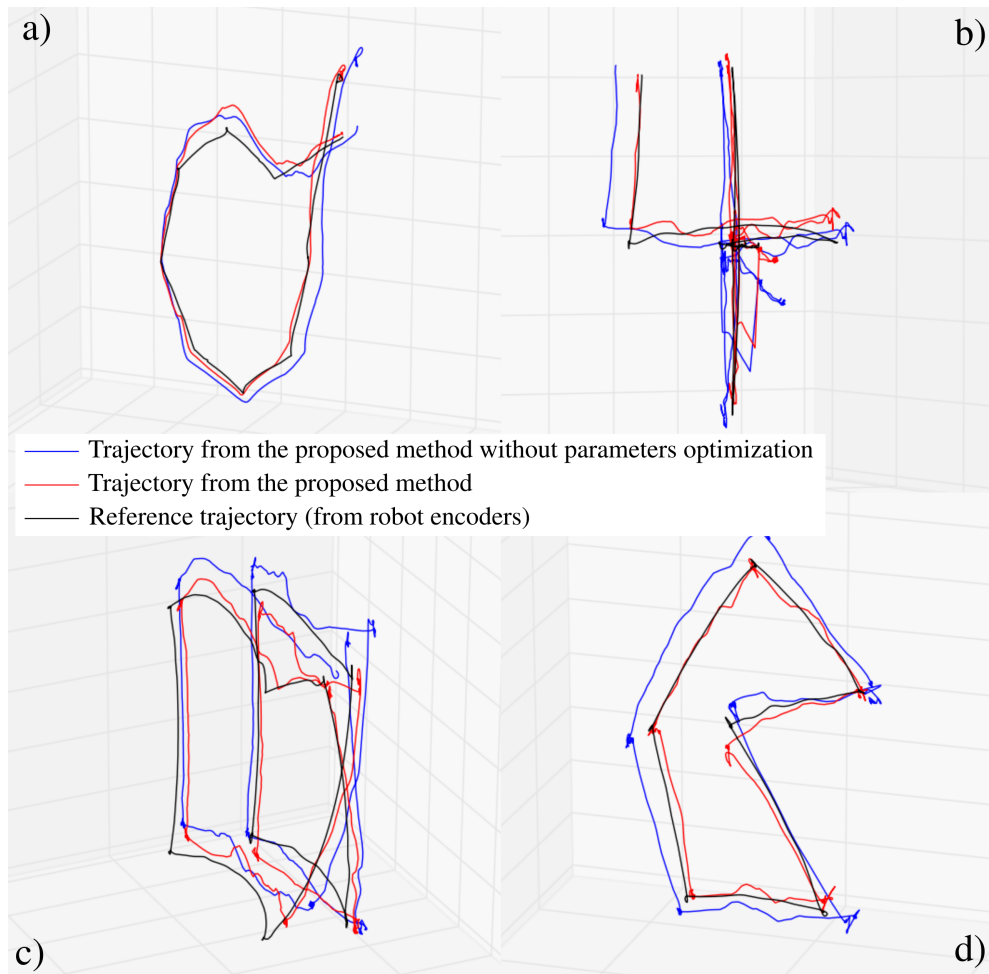 a)
b)
Trajectory from the proposed method without parameters optimization
Trajectory from the proposed method
Reference trajectory (from robot encoders)
c)
d)